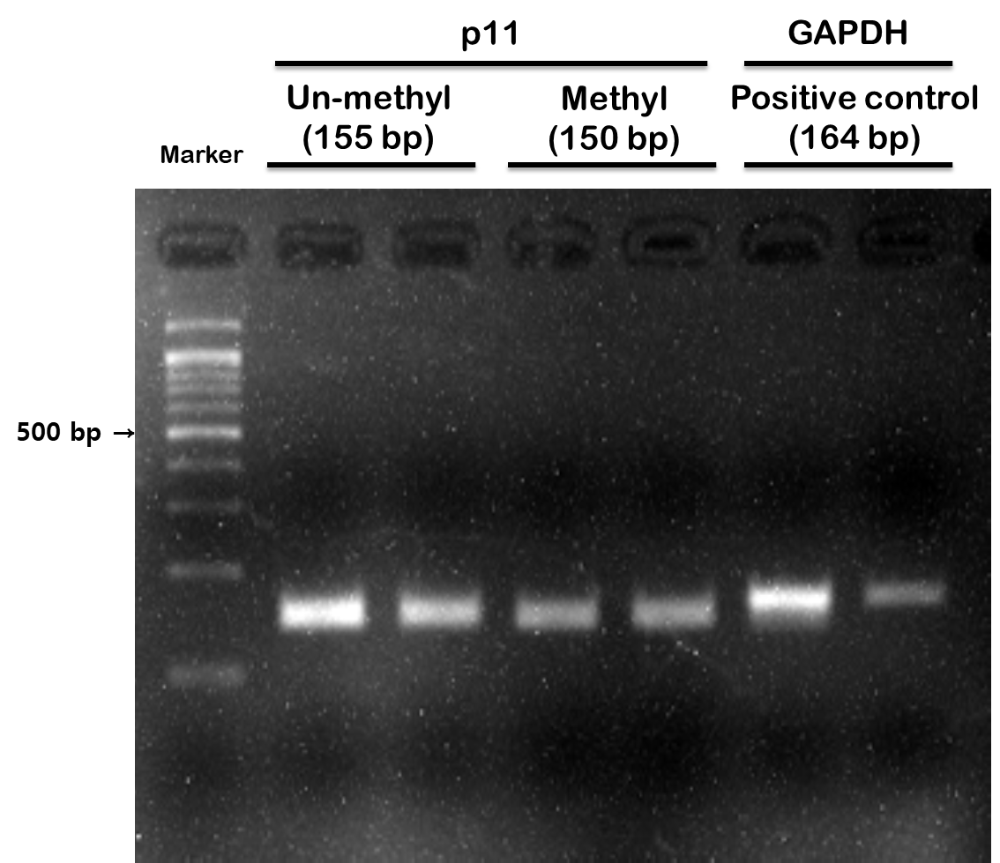 p11
GAPDH
Un-methyl
(155 bp)
Methyl
(150 bp)
Positive control
(164 bp)
Marker
500 bp →